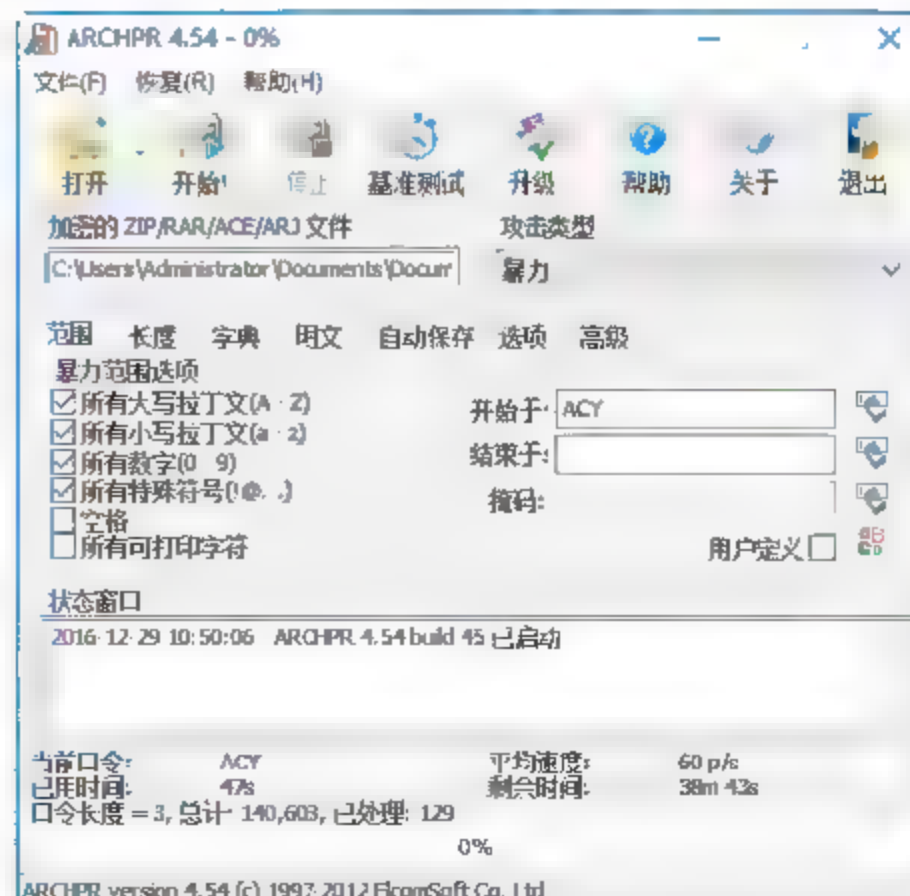 ARCHPR 4.54 - 0%
文件(F) 恢复(R) 帮助(H)
打开 开始! 停止 基准测试 升级 帮助 关于 退出
加密的 ZIP/RAR/ACE/ARJ 文件 攻击类型
C:\Users\Administrator\Documents\Docum 暴力
范围 长度 字典 明文 自动保存 选项 高级
暴力范围选项
所有大写拉丁文(A - Z) 开始于: ACY
所有小写拉丁文(a - z) 结束于:
所有数字(0 - 9)
所有特殊符号(!@...) 掩码:
空格
所有可打印字符 用户定义
状态窗口
2016-12-29 10:50:06 ARCHPR 4.54 build 45 已启动
当前口令: ACY 平均速度: 60 p/s
已用时间: 47s 剩余时间: 38m 42s
口令长度 = 3, 总计: 140,603, 已处理: 129
0%
ARCHPR version 4.54 (c) 1997-2012 ElcomSoft Co. Ltd